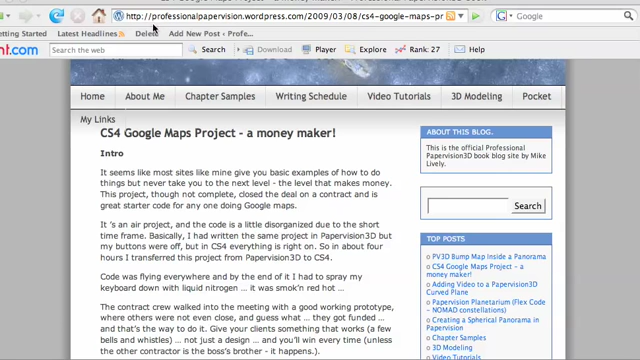 http://professionalpapervision.wordpress.com/2009/03/08/cs4-google-maps-pr
Google
Getting Started Latest Headlines Delete Add New Post ‹ Profe...
nt.com Search the web Search Download Player Explore Rank: 27 Help
Home About Me Chapter Samples Writing Schedule Video Tutorials 3D Modeling Pocket
My Links
CS4 Google Maps Project - a money maker!
Intro
It seems like most sites like mine give you basic examples of how to do
things but never take you to the next level - the level that makes money.
This project, though not complete, closed the deal on a contract and is
great starter code for any one doing Google maps.
It 's an air project, and the code is a little disorganized due to the short
time frame. Basically, I had written the same project in Papervision3D but
my buttons were off, but in CS4 everything is right on. So in about four
hours I transferred this project from Papervision3D to CS4.
Code was flying everywhere and by the end of it I had to spray my
keyboard down with liquid nitrogen ... it was smok'n red hot ...
The contract crew walked into the meeting with a good working prototype,
where others were not even close, and guess what ... they got funded ...
and that's the way to do it. Give your clients something that works (a few
bells and whistles) ... not just a design ... and you'll win every time (unless
the other contractor is the boss's brother - it happens.).
ABOUT THIS BLOG.
This is the official Professional
Papervision3D book blog site by Mike
Lively.
Search
TOP POSTS
PV3D Bump Map Inside a Panorama
CS4 Google Maps Project - a
money maker!
Adding Video to a Papervision3D
Curved Plane
Papervision Planetarium (Flex Code
- NOMAD constellations)
Creating a Spherical Panorama in
Papervision
Chapter Samples
3D Modeling
Video Tutorials